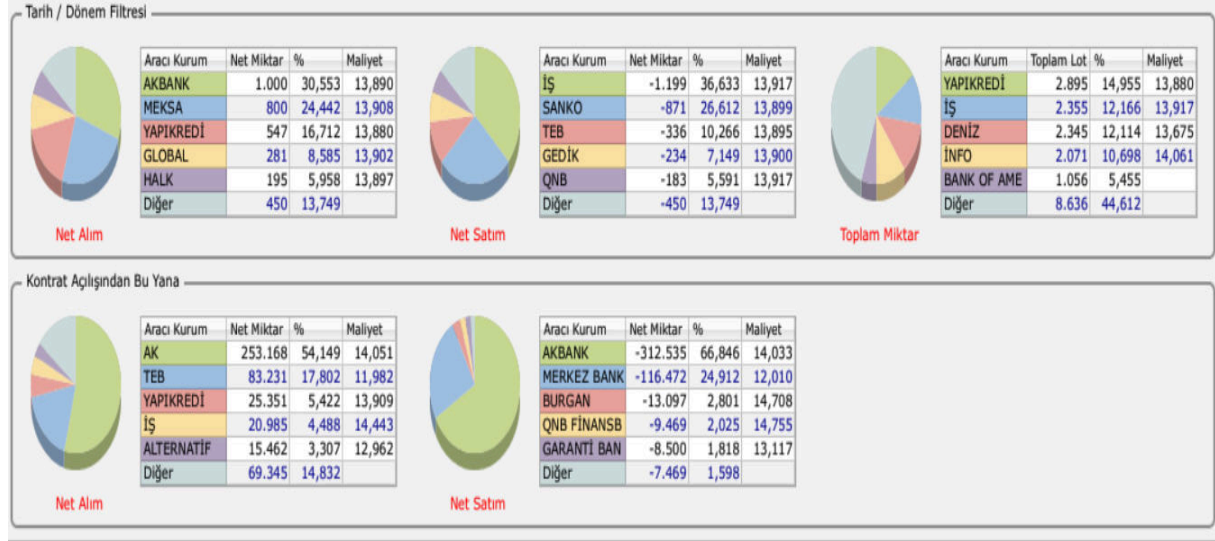 Tarih / Dönem Filtresi
Aracı Kurum Net Miktar % Maliyet
AKBANK 1.000 30,553 13,890
MEKSA 800 24,442 13,908
YAPIKREDİ 547 16,712 13,880
GLOBAL 281 8,585 13,902
HALK 195 5,958 13,897
Diğer 450 13,749
Net Alım
Aracı Kurum Net Miktar % Maliyet
İŞ -1.199 36,633 13,917
SANKO -871 26,612 13,899
TEB -336 10,266 13,895
GEDİK -234 7,149 13,900
QNB -183 5,591 13,917
Diğer -450 13,749
Net Satım
Aracı Kurum Toplam Lot % Maliyet
YAPIKREDİ 2.895 14,955 13,880
İŞ 2.355 12,166 13,917
DENİZ 2.345 12,114 13,675
İNFO 2.071 10,698 14,061
BANK OF AME 1.056 5,455
Diğer 8.636 44,612
Toplam Miktar
Kontrat Açılışından Bu Yana
Aracı Kurum Net Miktar % Maliyet
AK 253.168 54,149 14,051
TEB 83.231 17,802 11,982
YAPIKREDİ 25.351 5,422 13,909
İŞ 20.985 4,488 14,443
ALTERNATİF 15.462 3,307 12,962
Diğer 69.345 14,832
Net Alım
Aracı Kurum Net Miktar % Maliyet
AKBANK -312.535 66,846 14,033
MERKEZ BANK -116.472 24,912 12,010
BURGAN -13.097 2,801 14,708
QNB FİNANSB -9.469 2,025 14,755
GARANTİ BAN -8.500 1,818 13,117
Diğer -7.469 1,598
Net Satım